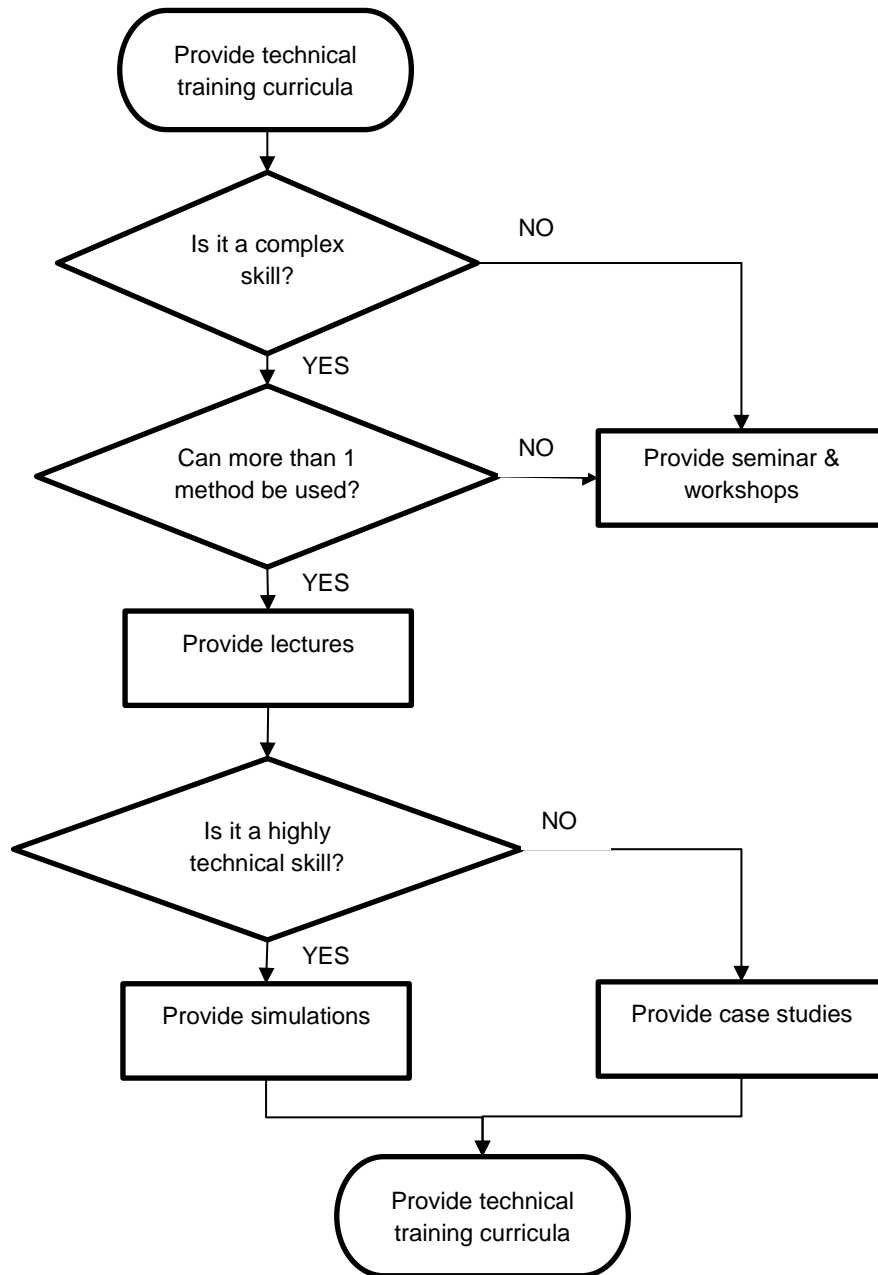 Provide technical
training curricula
Is it a complex
skill?
NO
YES
Can more than 1
method be used?
NO
Provide seminar &
workshops
YES
Provide lectures
Is it a highly
technical skill?
NO
YES
Provide simulations
Provide case studies
Provide technical
training curricula